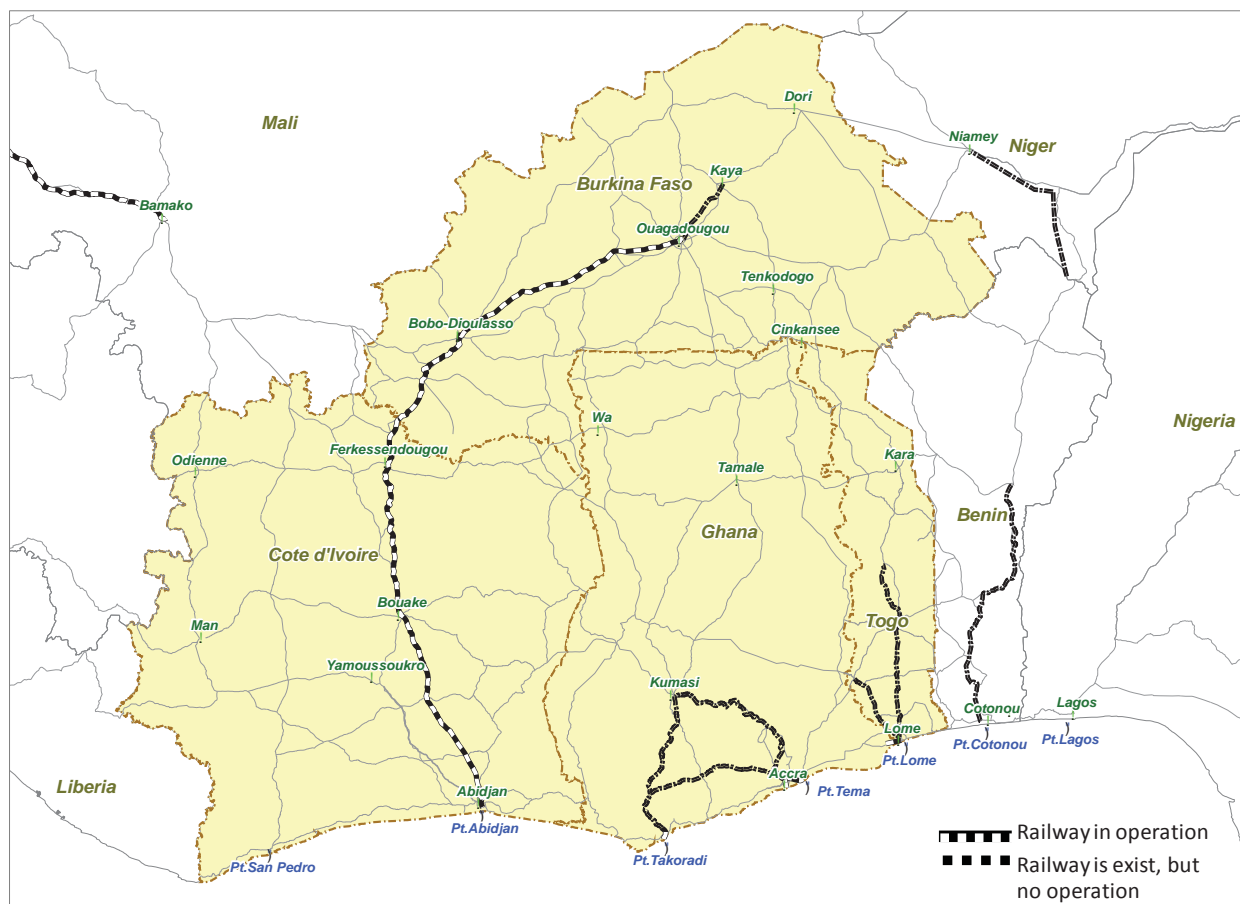 Dori
Mali
Niamey
Niger
Kaya
Burkina Faso
Bamako
Ouagadougou
Tenkodogo
Bobo-Dioulasso
Cinkansee
Wa
Nigeria
Ferkessendougou
Odienne
Kara
Tamale
Benin
Ghana
Cote d'Ivoire
Bouake
Man
Togo
Yamoussoukro
Kumasi
Cotonou
Lagos
Lome
Pt.Cotonou
Pt.Lagos
Pt.Lome
Liberia
Accra
Pt.Tema
Abidjan
Pt.Abidjan
Pt.Takoradi
Pt.San Pedro
Railway in operation
Railway is exist, but
no operation